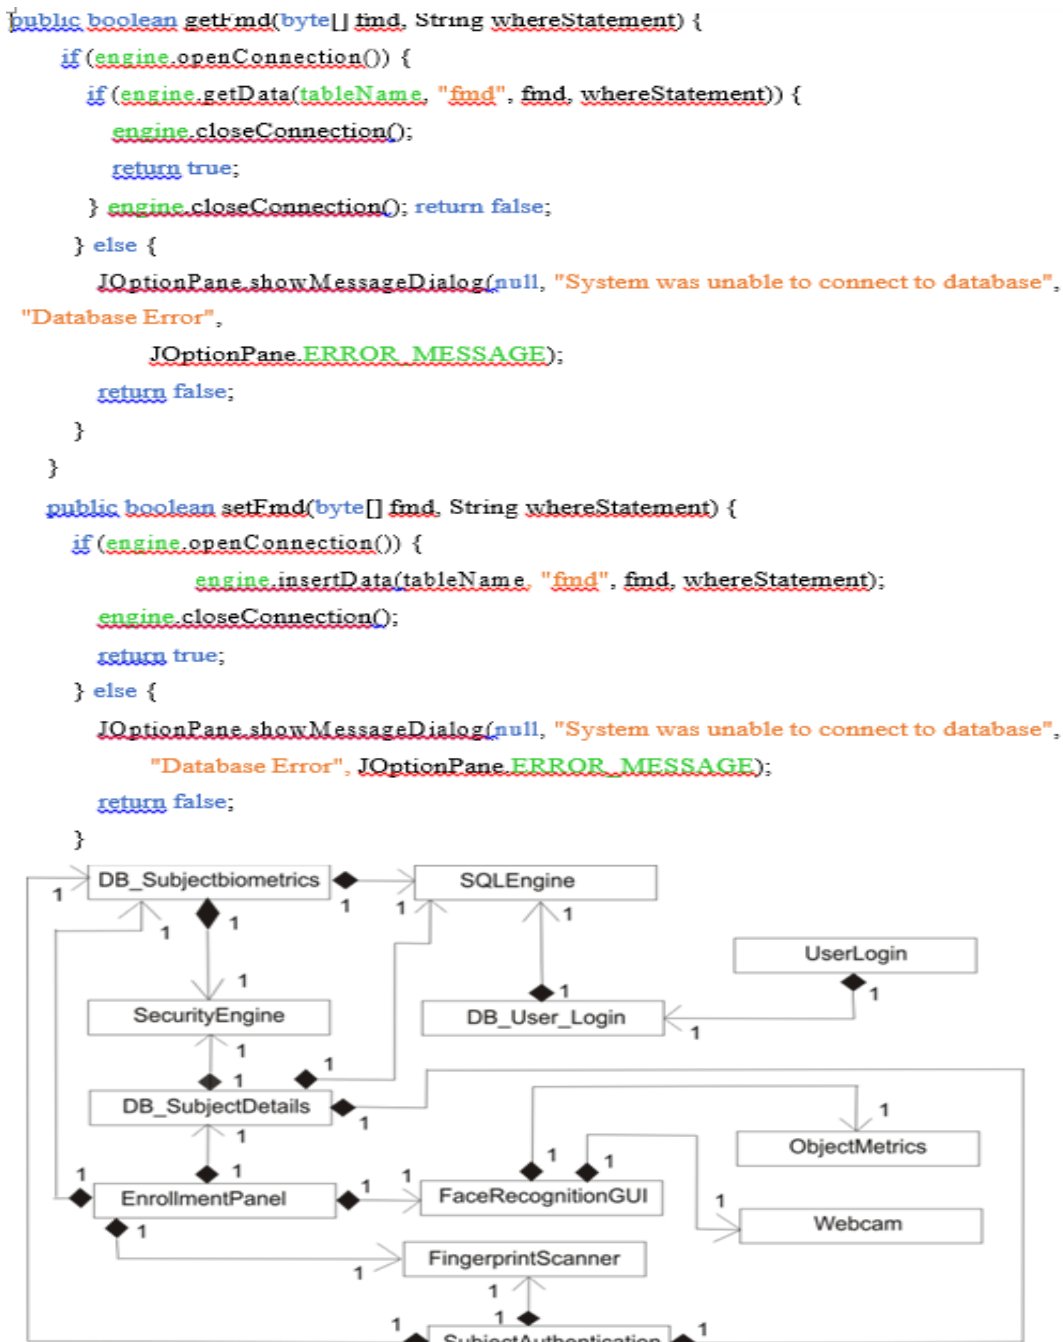 public boolean getFmd(byte[] fmd, String whereStatement) {
if (engine.openConnection()) {
if (engine.getData(tableName, "fmd", fmd, whereStatement)) {
engine.closeConnection();
return true;
} engine.closeConnection(); return false;
} else {
JOptionPane.showMessageDialog(null, "System was unable to connect to database",
"Database Error",
JOptionPane.ERROR_MESSAGE);
return false;
}
}
public boolean setFmd(byte[] fmd, String whereStatement) {
if (engine.openConnection()) {
engine.insertData(tableName, "fmd", fmd, whereStatement);
engine.closeConnection();
return true;
} else {
JOptionPane.showMessageDialog(null, "System was unable to connect to database",
"Database Error", JOptionPane.ERROR_MESSAGE);
return false;
}
DB_Subjectbiometrics SQLEngine
1 1 1
1 1 1
UserLogin
1 1
SecurityEngine DB_User_Login 1
1
1 1
1 1
DB_SubjectDetails
1 1
1 ObjectMetrics
1 1 1 1 1
1 1
EnrollmentPanel FaceRecognitionGUI
1 Webcam
1
FingerprintScanner
1
1
1 1 1
SubjectAuthentication